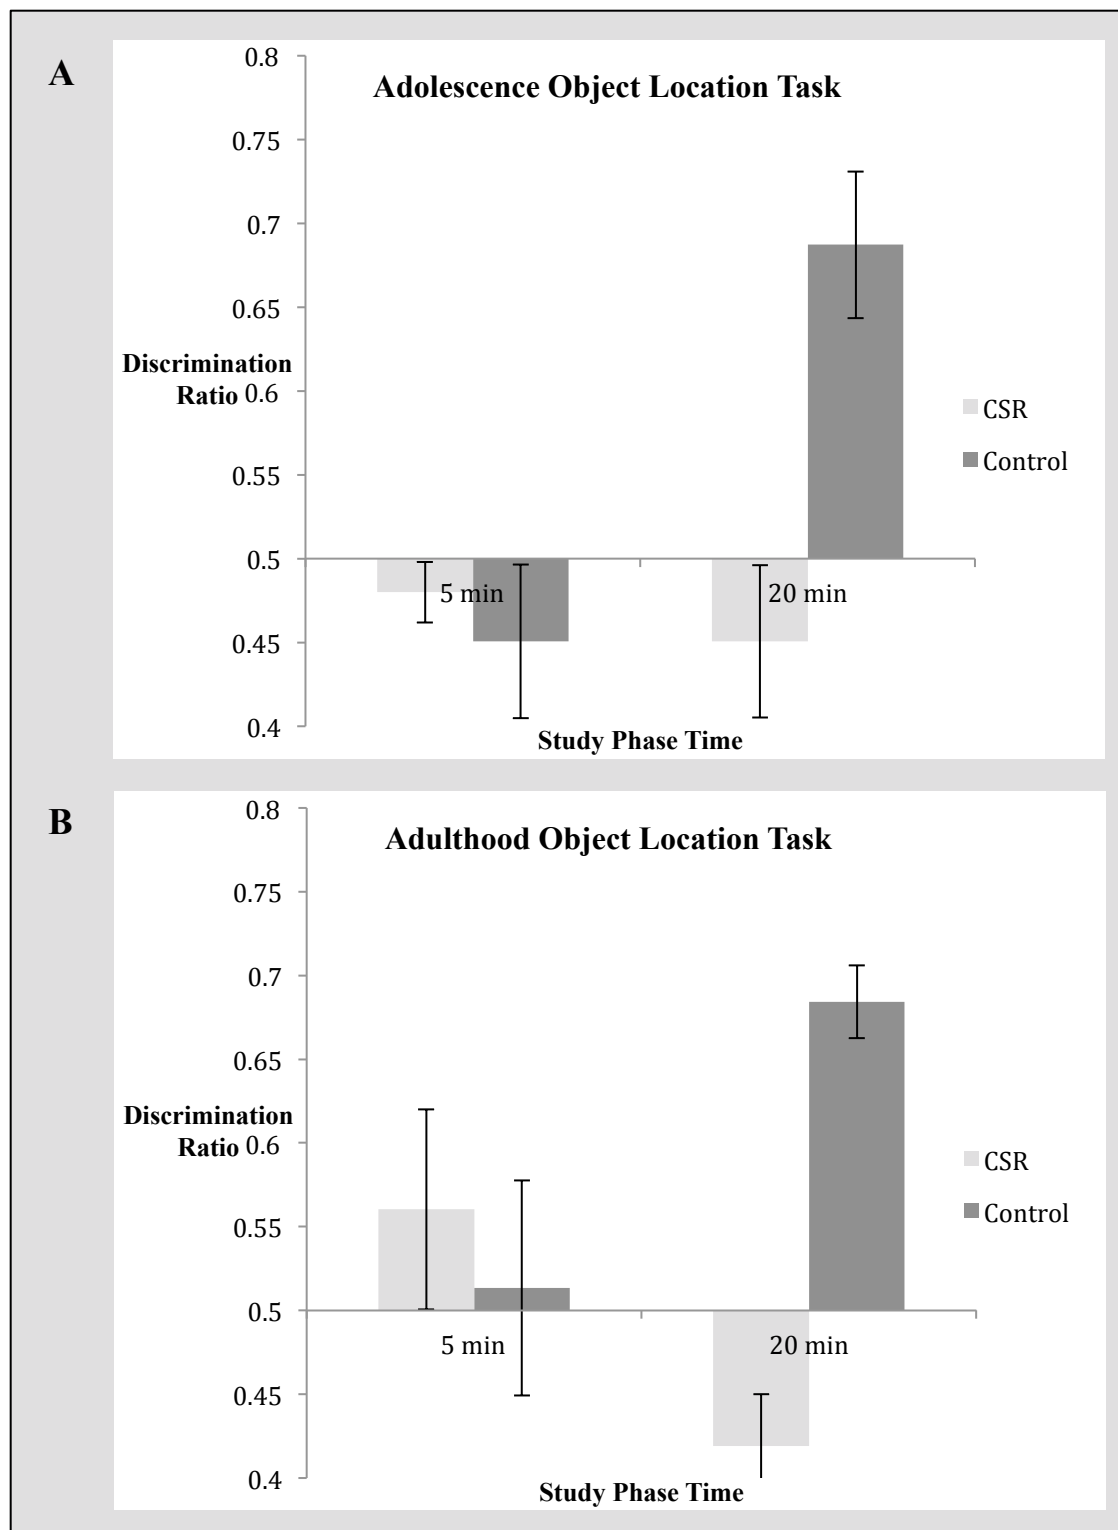 A
Adolescence Object Location Task
0.8
0.75
0.7
0.65
Discrimination
Ratio 0.6
0.55
0.5
0.45
0.4
CSR
Control
5 min 20 min
Study Phase Time
B
Adulthood Object Location Task
0.8
0.75
0.7
0.65
Discrimination
Ratio 0.6
0.55
0.5
0.45
0.4
CSR
Control
5 min 20 min
Study Phase Time